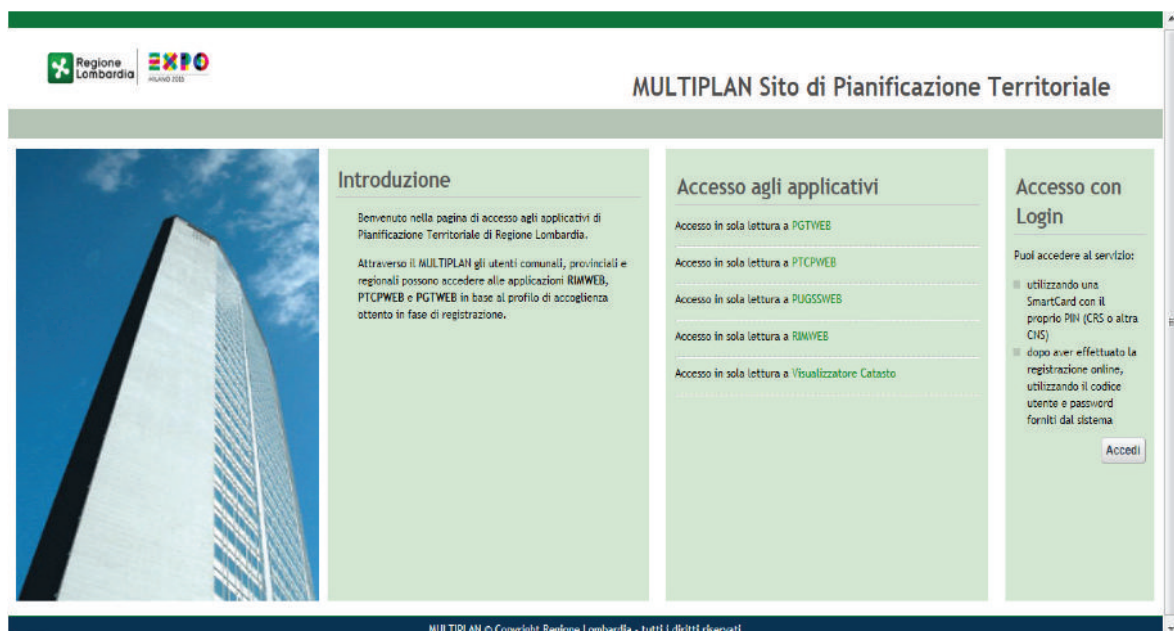 Regione
Lombardia
EXPO
MILANO 2015
MULTIPLAN Sito di Pianificazione Territoriale
Introduzione
Benvenuto nella pagina di accesso agli applicativi di
Pianificazione Territoriale di Regione Lombardia.
Attraverso il MULTIPLAN gli utenti comunali, provinciali e
regionali possono accedere alle applicazioni RIMWEB,
PTCPWEB e PGTWEB in base al profilo di accoglienza
ottento in fase di registrazione.
Accesso agli applicativi
Accesso in sola lettura a PGTWEB
Accesso in sola lettura a PTCPWEB
Accesso in sola lettura a PUGSSWEB
Accesso in sola lettura a RIMWEB
Accesso in sola lettura a Visualizzatore Catasto
Accesso con
Login
Puoi accedere al servizio:
utilizzando una
SmartCard con il
proprio PIN (CRS o altra
CNS)
dopo aver effettuato la
registrazione online,
utilizzando il codice
utente e password
forniti dal sistema
Accedi
MULTIPLAN © Copyright Regione Lombardia - tutti i diritti riservati